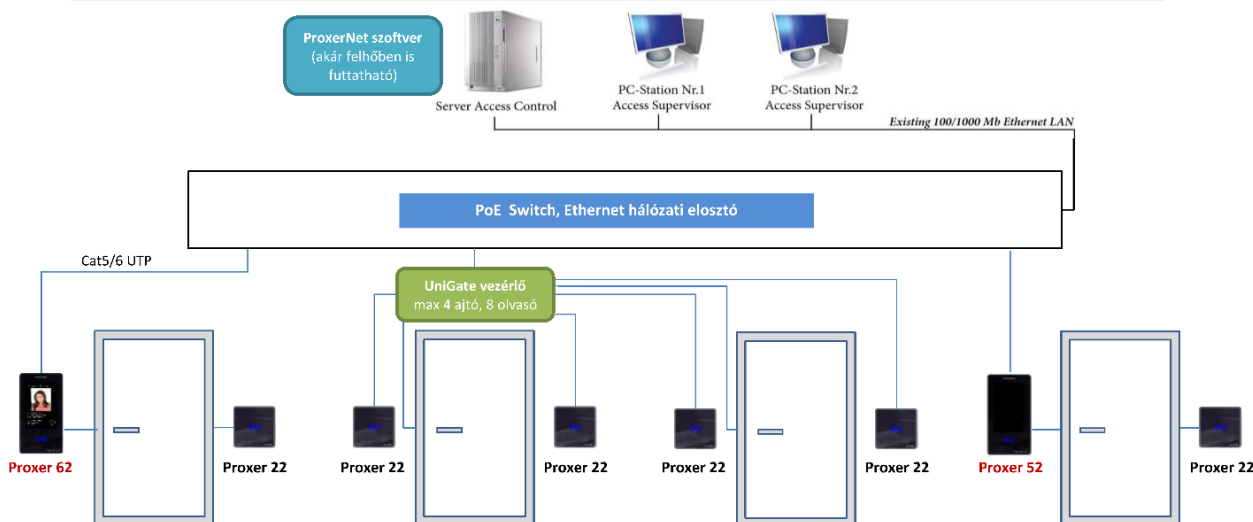 ProxerNet szoftver
(akár felhőben is
futtatható)
Server Access Control
PC-Station Nr.1
Access Supervisor
PC-Station Nr.2
Access Supervisor
Existing 100/1000 Mb Ethernet LAN
PoE Switch, Ethernet hálózati elosztó
Cat5/6 UTP
UniGate vezérlő
max 4 ajtó, 8 olvasó
Proxer 62
Proxer 22
Proxer 22
Proxer 22
Proxer 22
Proxer 22
Proxer 52
Proxer 22